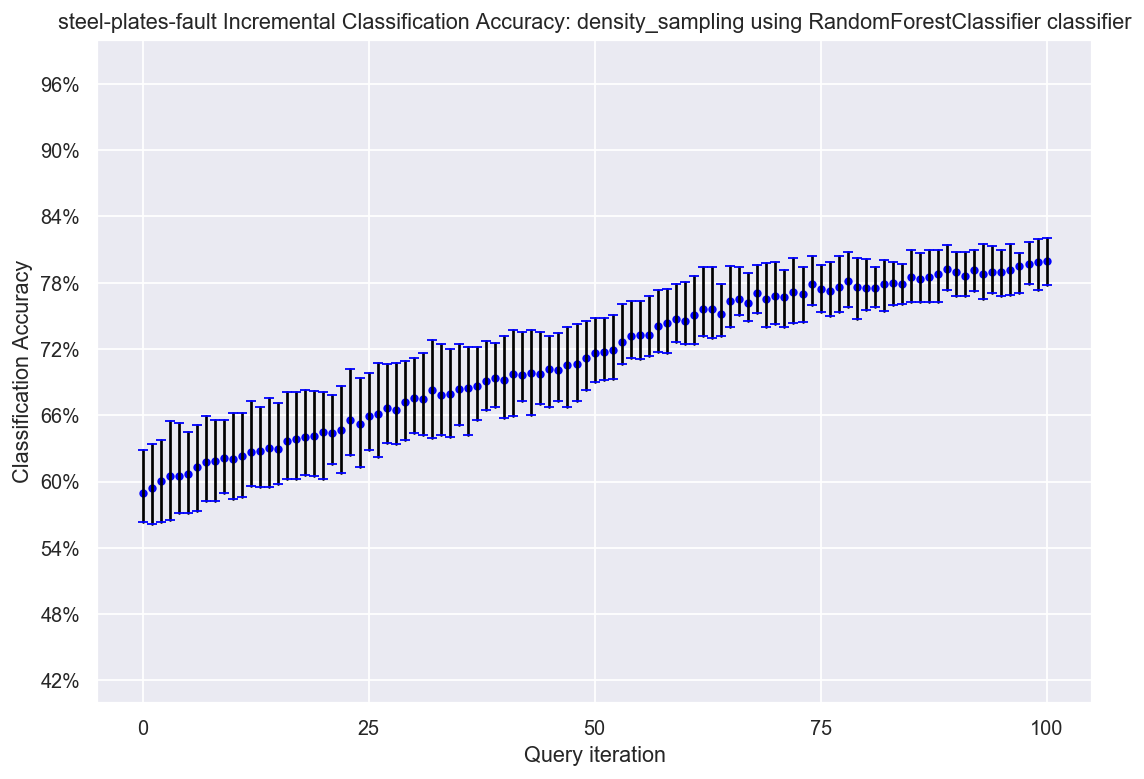 steel-plates-fault Incremental Classification Accuracy: density_sampling using RandomForestClassifier classifier
96%
90%
84%
78%
72%
66%
60%
54%
48%
42%
Classification Accuracy
0 25 50 75 100
Query iteration